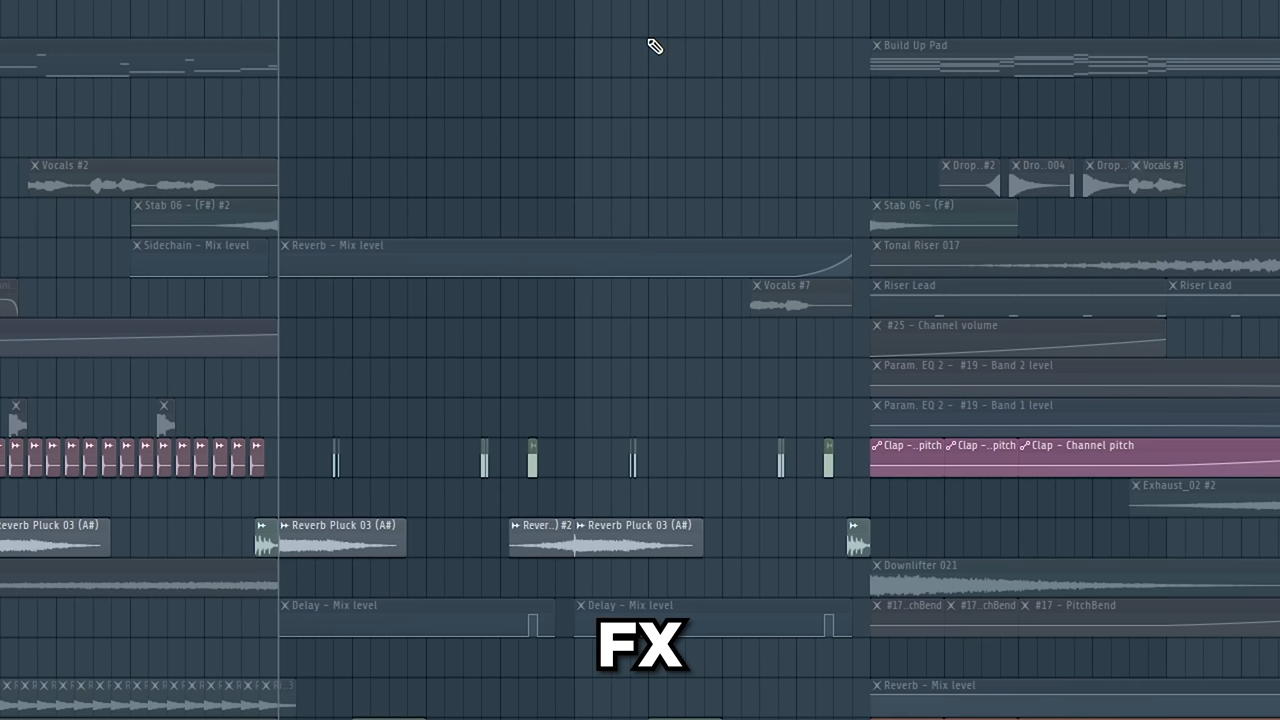 Build Up Pad
Vocals #2
Drop..#2
Dro..004
Drop..
Vocals #3
Stab 06 - (F#) #2
Stab 06 - (F#)
Sidechain - Mix level
Reverb - Mix level
Tonal Riser 017
Vocals #7
Riser Lead
Riser Lead
#25 - Channel volume
Param. EQ 2 - #19 - Band 2 level
Param. EQ 2 - #19 - Band 1 level
Clap -..pitch
Clap -..pitch
Clap - Channel pitch
Exhaust_02 #2
everb Pluck 03 (A#)
Reverb Pluck 03 (A#)
Rever..) #2
Reverb Pluck 03 (A#)
Downlifter 021
Delay - Mix level
Delay - Mix level
#17..chBend
#17..chBend
#17 - PitchBend
FX
Reverb - Mix level